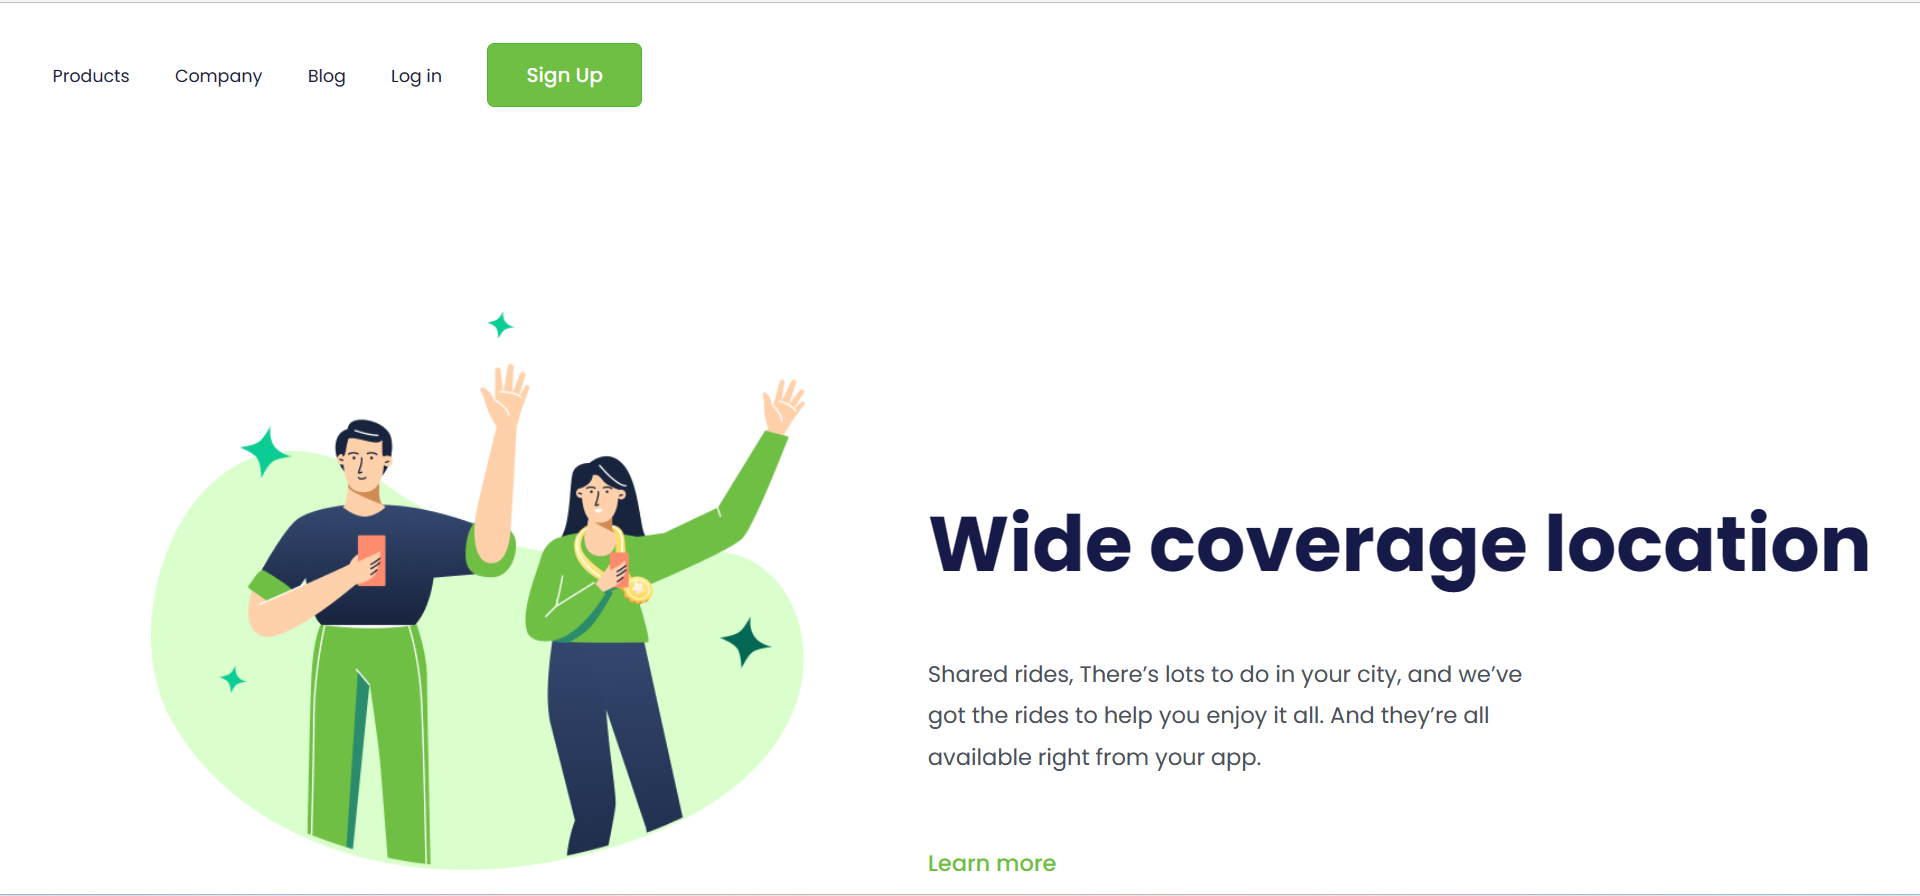 Products Company Blog Log in Sign Up
Wide coverage location
Shared rides, There’s lots to do in your city, and we’ve
got the rides to help you enjoy it all. And they’re all
available right from your app.
Learn more